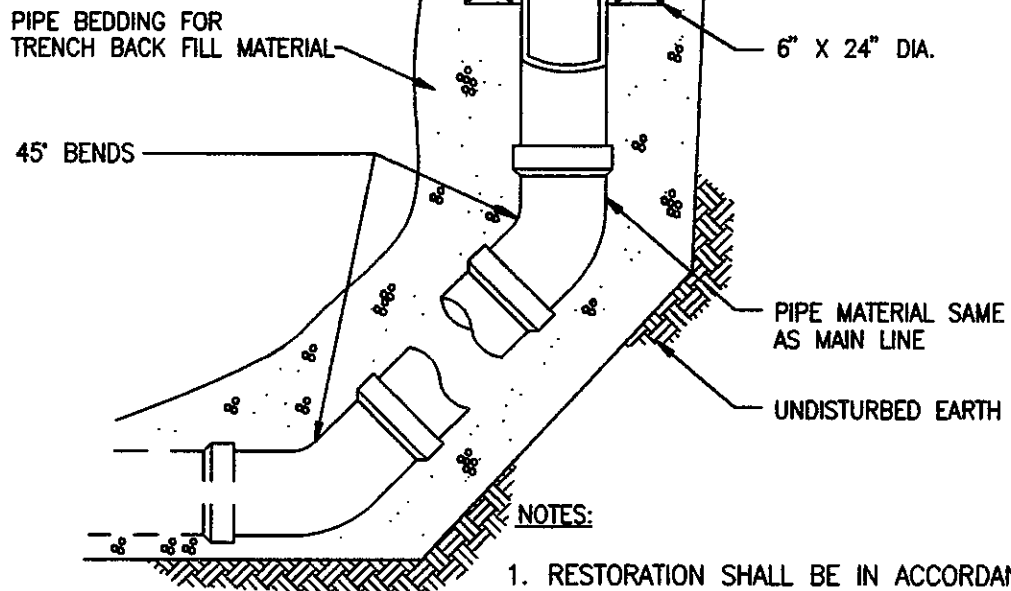 PIPE BEDDING FOR
TRENCH BACK FILL MATERIAL
6" X 24" DIA.
45° BENDS
PIPE MATERIAL SAME
AS MAIN LINE
UNDISTURBED EARTH
NOTES:
1. RESTORATION SHALL BE IN